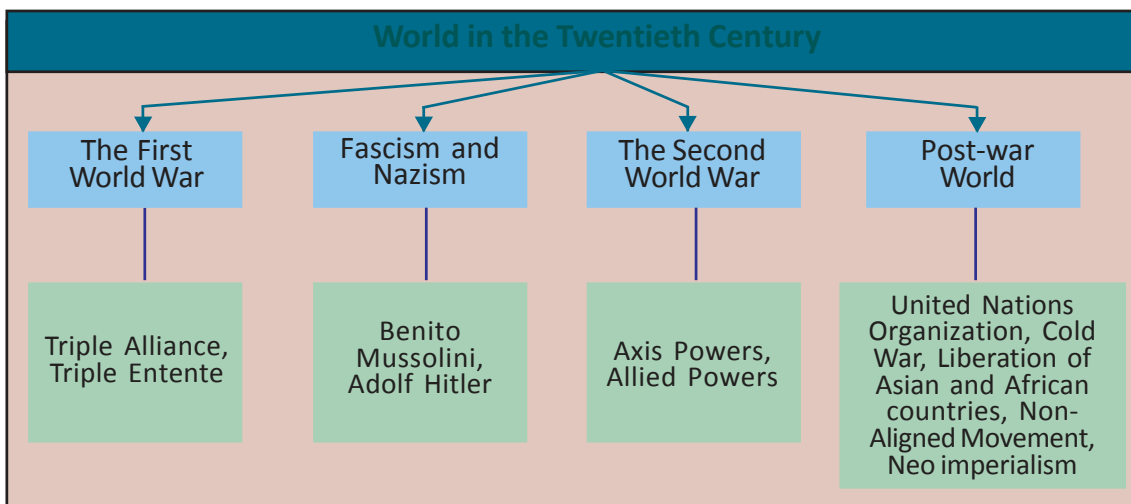 World in the Twentieth Century
The First
World War
Fascism and
Nazism
The Second
World War
Post-war
World
Triple Alliance,
Triple Entente
Benito
Mussolini,
Adolf Hitler
Axis Powers,
Allied Powers
United Nations
Organization, Cold
War, Liberation of
Asian and African
countries, Non-
Aligned Movement,
Neo imperialism